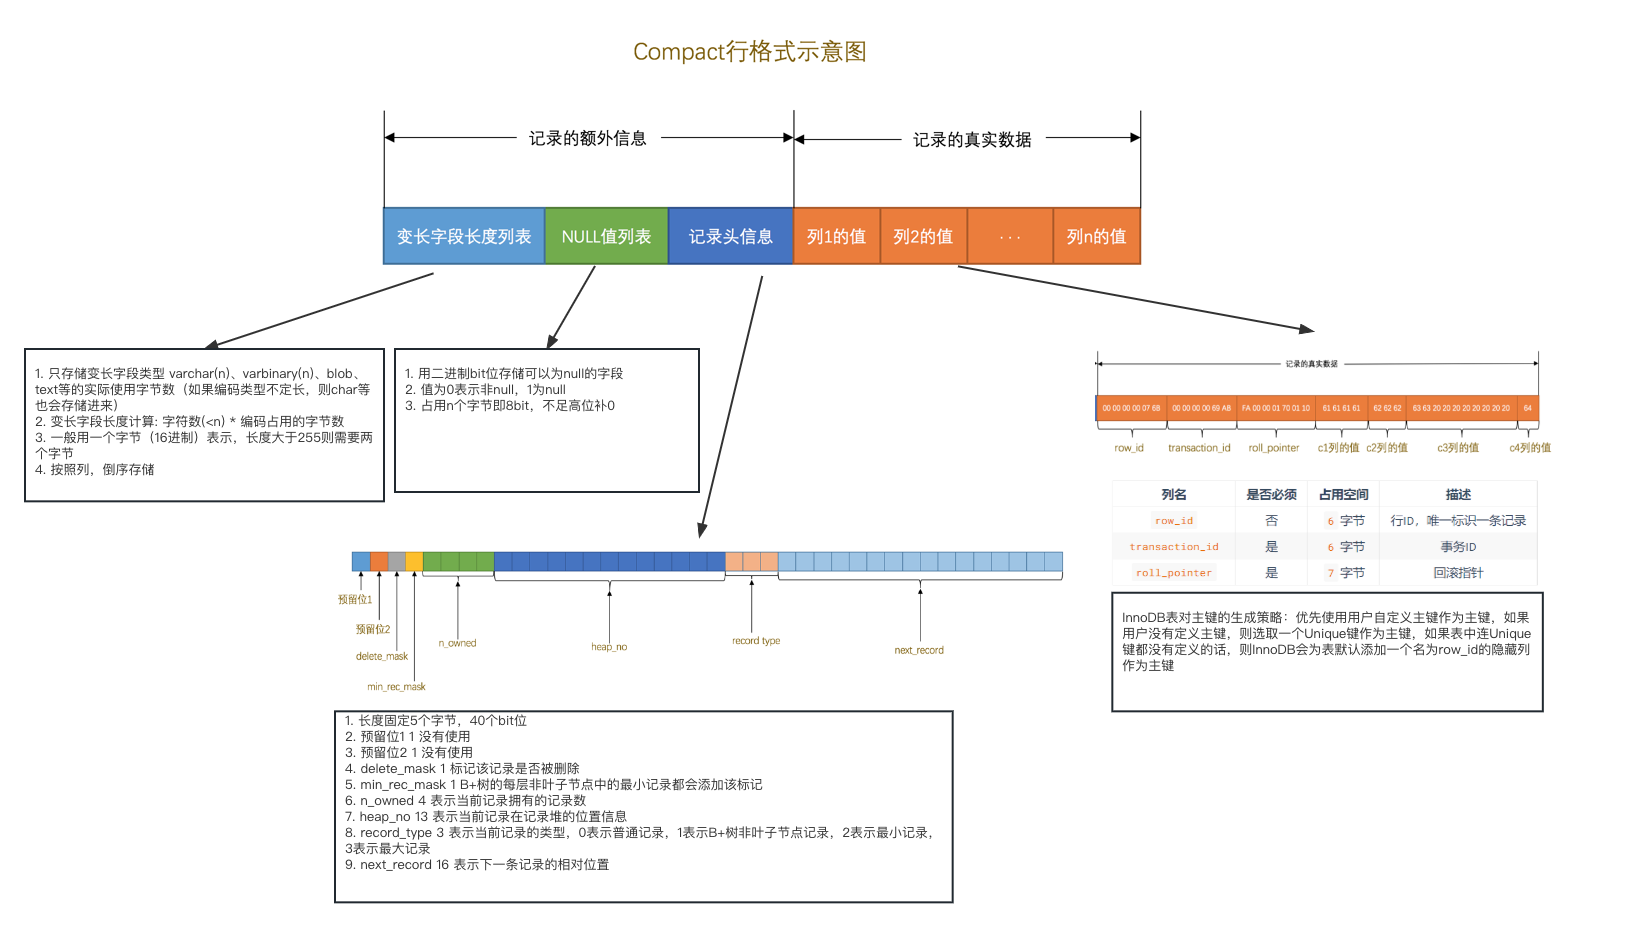 Compact行格式示意图
记录的额外信息
记录的真实数据
变长字段长度列表
NULL值列表
记录头信息
列1的值
列2的值
···
列n的值
1. 只存储变长字段类型 varchar(n)、varbinary(n)、blob、
text等的实际使用字节数（如果编码类型不定长，则char等
也会存储进来）
2. 变长字段长度计算: 字符数(<n) * 编码占用的字节数
3. 一般用一个字节（16进制）表示，长度大于255则需要两
个字节
4. 按照列，倒序存储
1. 用二进制bit位存储可以为null的字段
2. 值为0表示非null，1为null
3. 占用n个字节即8bit，不足高位补0
记录的真实数据
00 00 00 00 07 68
00 00 00 00 69 AB
FA 00 00 01 70 01 10
61 61 61 61
62 62 62
63 63 20 20 20 20 20 20 20 20
64
row_id
transaction_id
roll_pointer
c1列的值
c2列的值
c3列的值
c4列的值
列名 是否必须 占用空间 描述
row_id 否 6 字节 行ID，唯一标识一条记录
transaction_id 是 6 字节 事务ID
roll_pointer 是 7 字节 回滚指针
InnoDB表对主键的生成策略：优先使用用户自定义主键作为主键，如果
用户没有定义主键，则选取一个Unique键作为主键，如果表中连Unique
键都没有定义的话，则InnoDB会为表默认添加一个名为row_id的隐藏列
作为主键
预留位1
预留位2
delete_mask
min_rec_mask
n_owned
heap_no
record type
next_record
1. 长度固定5个字节，40个bit位
2. 预留位1 1 没有使用
3. 预留位2 1 没有使用
4. delete_mask 1 标记该记录是否被删除
5. min_rec_mask 1 B+树的每层非叶子节点中的最小记录都会添加该标记
6. n_owned 4 表示当前记录拥有的记录数
7. heap_no 13 表示当前记录在记录堆的位置信息
8. record_type 3 表示当前记录的类型，0表示普通记录，1表示B+树非叶子节点记录，2表示最小记录，
3表示最大记录
9. next_record 16 表示下一条记录的相对位置